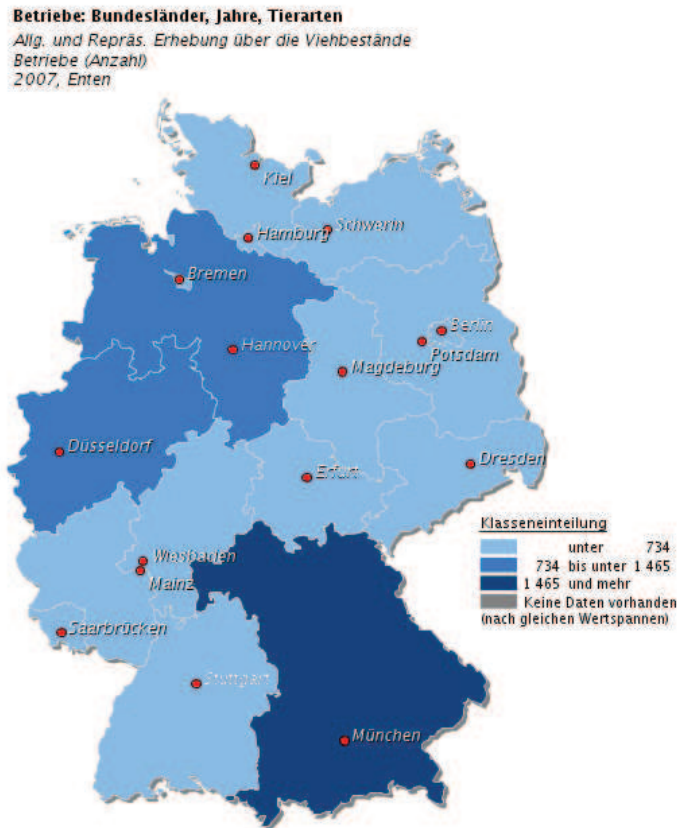 Betriebe: Bundesländer, Jahre, Tierarten
Allg. und Repräs. Erhebung über die Viehbestände
Betriebe (Anzahl)
2007, Enten
Kiel
Schwerin
Hamburg
Bremen
Berlin
Hannover
Potsdam
Magdeburg
Düsseldorf
Dresden
Erfurt
Klasseneinteilung
unter 734
734 bis unter 1 465
1 465 und mehr
Keine Daten vorhanden
(nach gleichen Wertspannen)
Wiesbaden
Mainz
Saarbrücken
Stuttgart
München